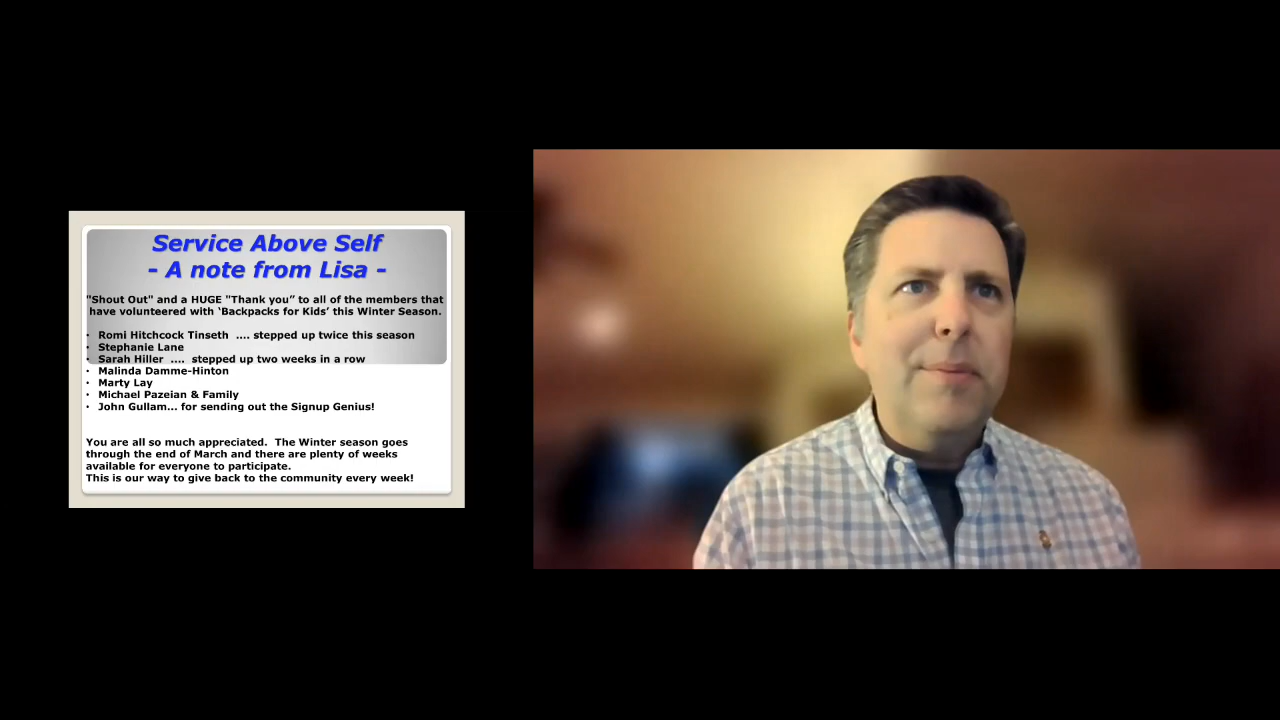 Service Above Self
- A note from Lisa -
"Shout Out" and a HUGE "Thank you” to all of the members that
have volunteered with ‘Backpacks for Kids’ this Winter Season.
• Romi Hitchcock Tinseth .... stepped up twice this season
• Stephanie Lane
• Sarah Hiller .... stepped up two weeks in a row
• Malinda Damme-Hinton
• Marty Lay
• Michael Pazeian & Family
• John Gullam... for sending out the Signup Genius!
You are all so much appreciated. The Winter season goes
through the end of March and there are plenty of weeks
available for everyone to participate.
This is our way to give back to the community every week!